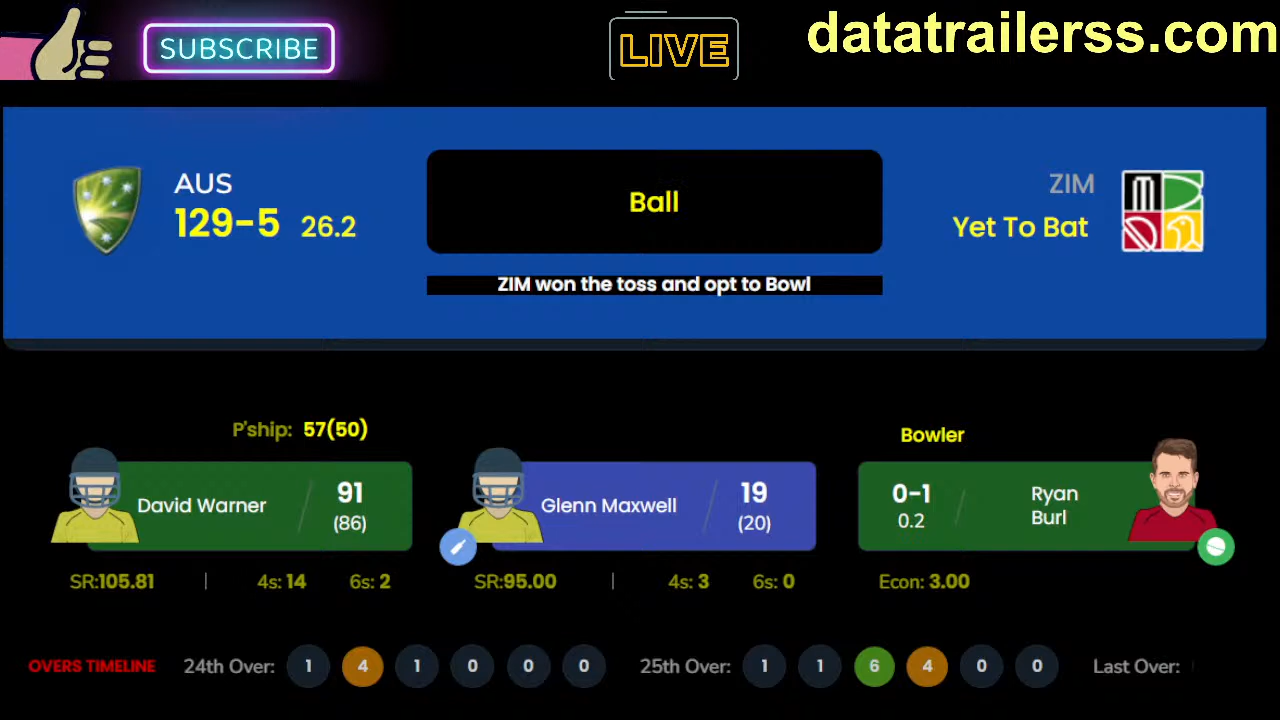 SUBSCRIBE
LIVE
datatrailerss.com
AUS
129-5 26.2
Ball
ZIM
Yet To Bat
ZIM won the toss and opt to Bowl
P'ship: 57(50)
Bowler
David Warner
91
(86)
Glenn Maxwell
19
(20)
0-1
0.2
Ryan
Burl
SR:105.81 | 4s: 14 6s: 2
SR:95.00 | 4s: 3 6s: 0
Econ: 3.00
OVERS TIMELINE 24th Over: 1 4 1 0 0 0 25th Over: 1 1 6 4 0 0 Last Over: